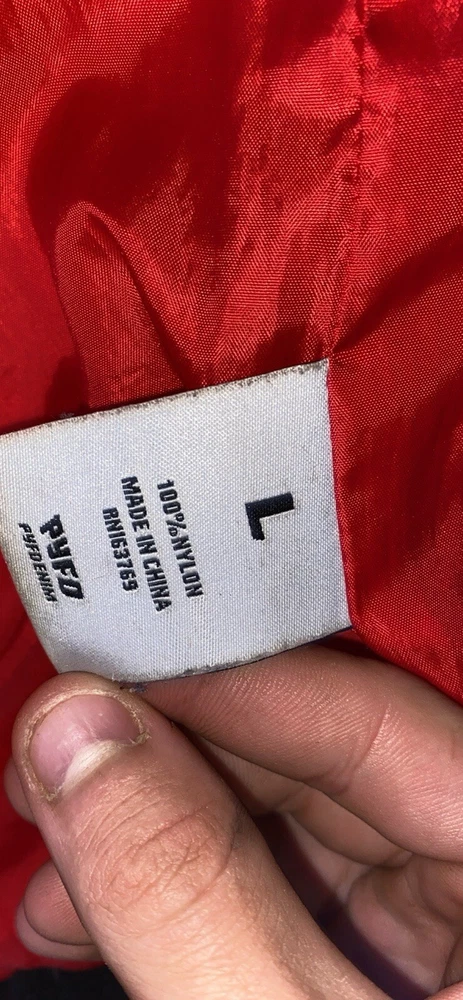 L
100% NYLON
MADE IN CHINA
RN163769
PYFD
PYFDENIM